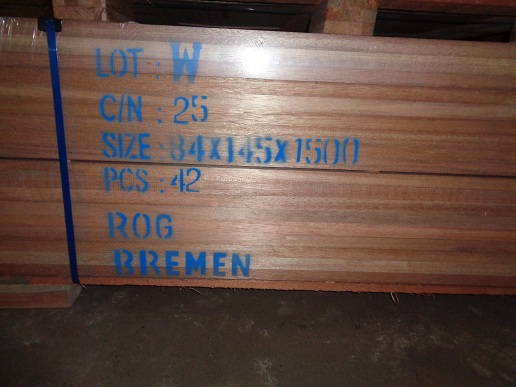 LOT : W
C/N : 25
SIZE : 84X145X1500
PCS : 42
ROG
BREMEN